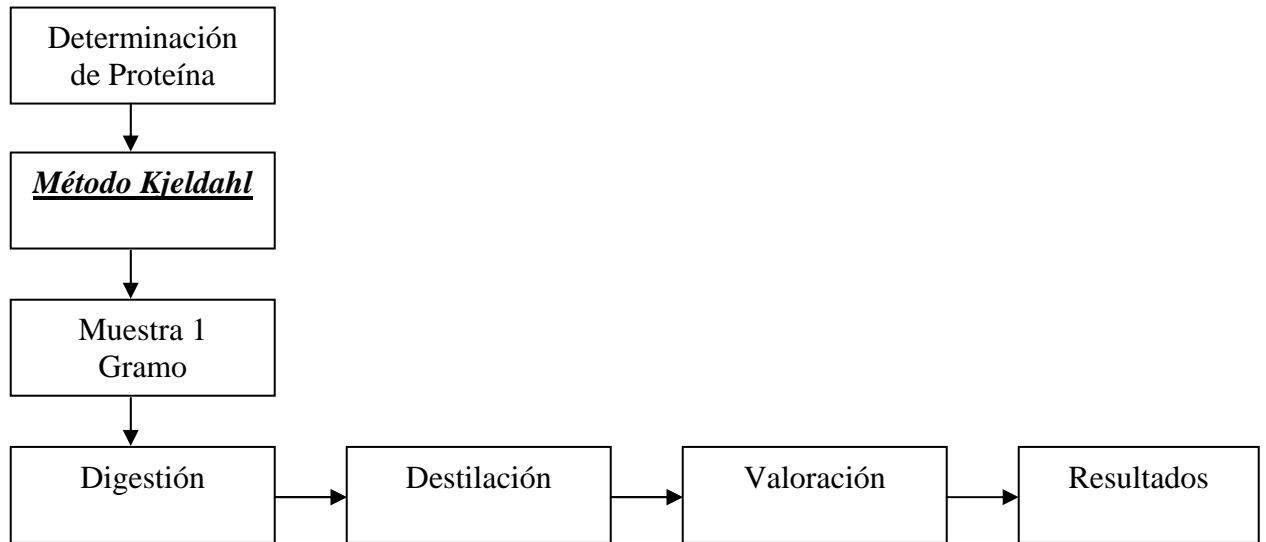 Determinación
de Proteína
Método Kjeldahl
Muestra 1
Gramo
Digestión
Destilación
Valoración
Resultados